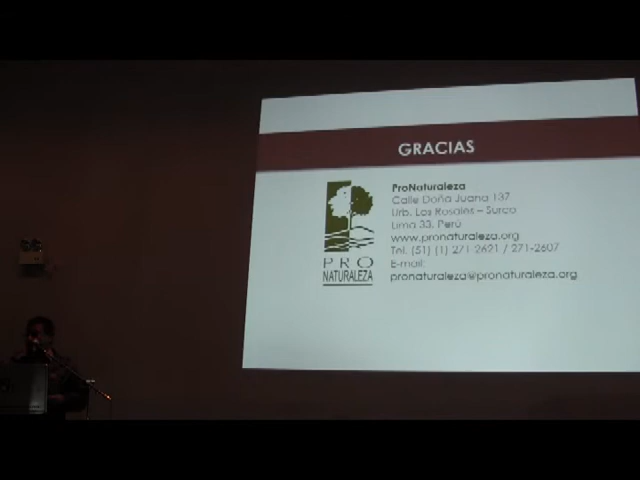 GRACIAS
ProNaturaleza
Calle Doña Juana 137
Urb. Los Rosales – Surco
Lima 33, Perú
www.pronaturaleza.org
Tel. (51) (1) 271-2621 / 271-2607
E-mail:
pronaturaleza@pronaturaleza.org
PRO
NATURALEZA